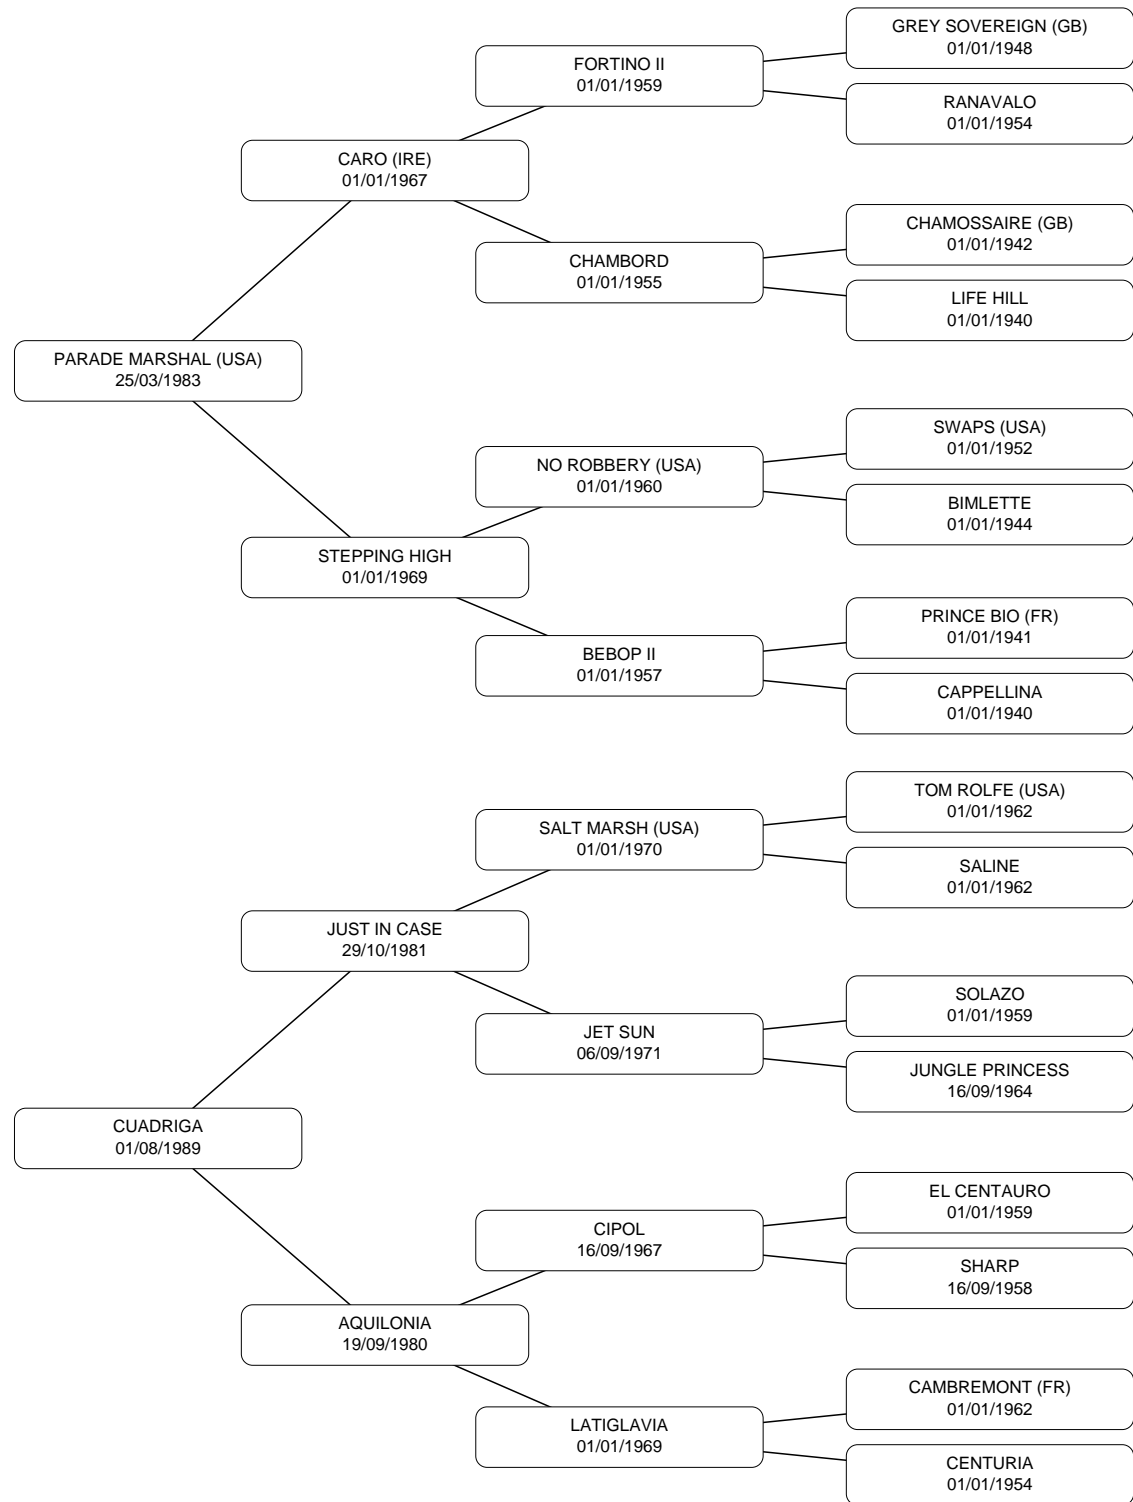 GREY SOVEREIGN (GB)
01/01/1948
FORTINO II
01/01/1959
RANAVALO
01/01/1954
CARO (IRE)
01/01/1967
CHAMOSSAIRE (GB)
01/01/1942
CHAMBORD
01/01/1955
LIFE HILL
01/01/1940
PARADE MARSHAL (USA)
25/03/1983
SWAPS (USA)
01/01/1952
NO ROBBERY (USA)
01/01/1960
BIMLETTE
01/01/1944
STEPPING HIGH
01/01/1969
PRINCE BIO (FR)
01/01/1941
BEBOP II
01/01/1957
CAPPELLINA
01/01/1940
TOM ROLFE (USA)
01/01/1962
SALT MARSH (USA)
01/01/1970
SALINE
01/01/1962
JUST IN CASE
29/10/1981
SOLAZO
01/01/1959
JET SUN
06/09/1971
JUNGLE PRINCESS
16/09/1964
CUADRIGA
01/08/1989
EL CENTAURO
01/01/1959
CIPOL
16/09/1967
SHARP
16/09/1958
AQUILONIA
19/09/1980
CAMBREMONT (FR)
01/01/1962
LATIGLAVIA
01/01/1969
CENTURIA
01/01/1954